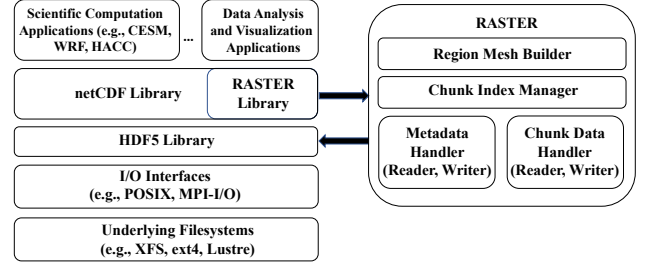 Scientific Computation
Applications (e.g., CESM,
WRF, HACC)
...
Data Analysis
and Visualization
Applications
netCDF Library
RASTER
Library
HDF5 Library
I/O Interfaces
(e.g., POSIX, MPI-I/O)
Underlying Filesystems
(e.g., XFS, ext4, Lustre)
RASTER
Region Mesh Builder
Chunk Index Manager
Metadata
Handler
(Reader, Writer)
Chunk Data
Handler
(Reader, Writer)